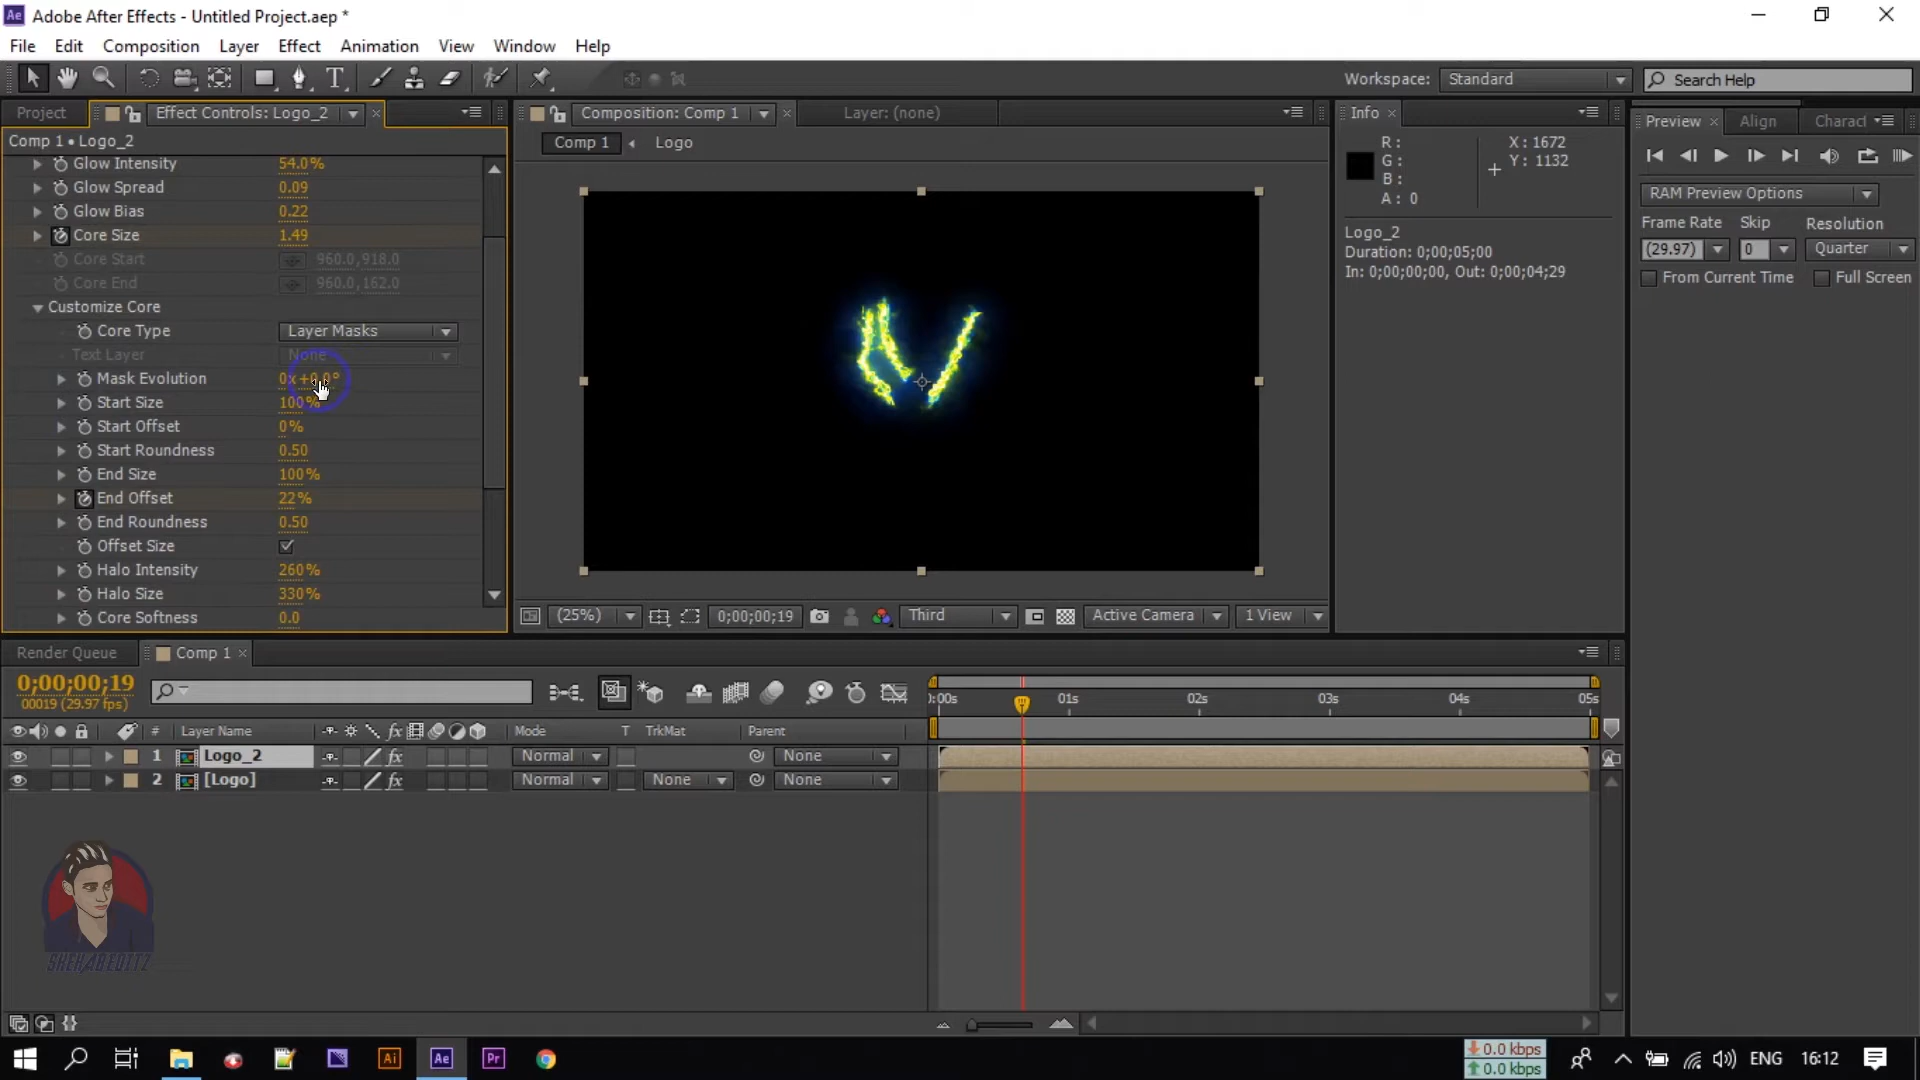 Adobe After Effects - Untitled Project.aep *
File Edit Composition Layer Effect Animation View Window Help
Workspace: Standard Search Help
Project Effect Controls: Logo_2 Composition: Comp 1 Layer: (none) Info Preview Align Charact
Comp 1 • Logo_2
Comp 1 Logo
Glow Intensity 54.0%
Glow Spread 0.09
Glow Bias 0.22
Core Size 1.49
Core Start 960.0,918.0
Core End 960.0,162.0
Customize Core
Core Type Layer Masks
Text Layer None
Mask Evolution 0x+0.0°
Start Size 100%
Start Offset 0%
Start Roundness 0.50
End Size 100%
End Offset 22%
End Roundness 0.50
Offset Size
Halo Intensity 260%
Halo Size 330%
Core Softness 0.0
(25%) 0;00;00;19 Third Active Camera 1 View
R :
G :
B :
A : 0
X : 1672
Y : 1132
Logo_2
Duration: 0;00;05;00
In: 0;00;00;00, Out: 0;00;04;29
RAM Preview Options
Frame Rate Skip Resolution
(29.97) 0 Quarter
From Current Time Full Screen
Render Queue Comp 1
0;00;00;19
00019 (29.97 fps)
):00s 01s 02s 03s 04s 05s
# Layer Name fx Mode T TrkMat Parent
1 Logo_2 fx Normal None
2 [Logo] fx Normal None None
SHEHABEDITZ
Ai Ae Pr
0.0 kbps
0.0 kbps
ENG 16:12